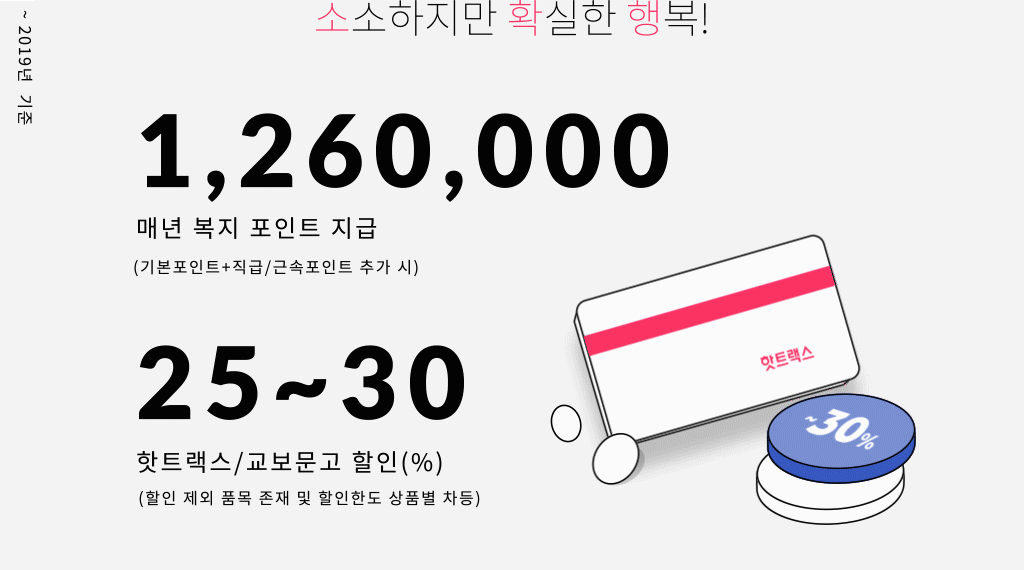 소소하지만 확실한 행복!
~ 2019년 기준
1,260,000
매년 복지 포인트 지급
(기본포인트+직급/근속포인트 추가 시)
핫트랙스
25~30
~30%
핫트랙스/교보문고 할인(%)
(할인 제외 품목 존재 및 할인한도 상품별 차등)